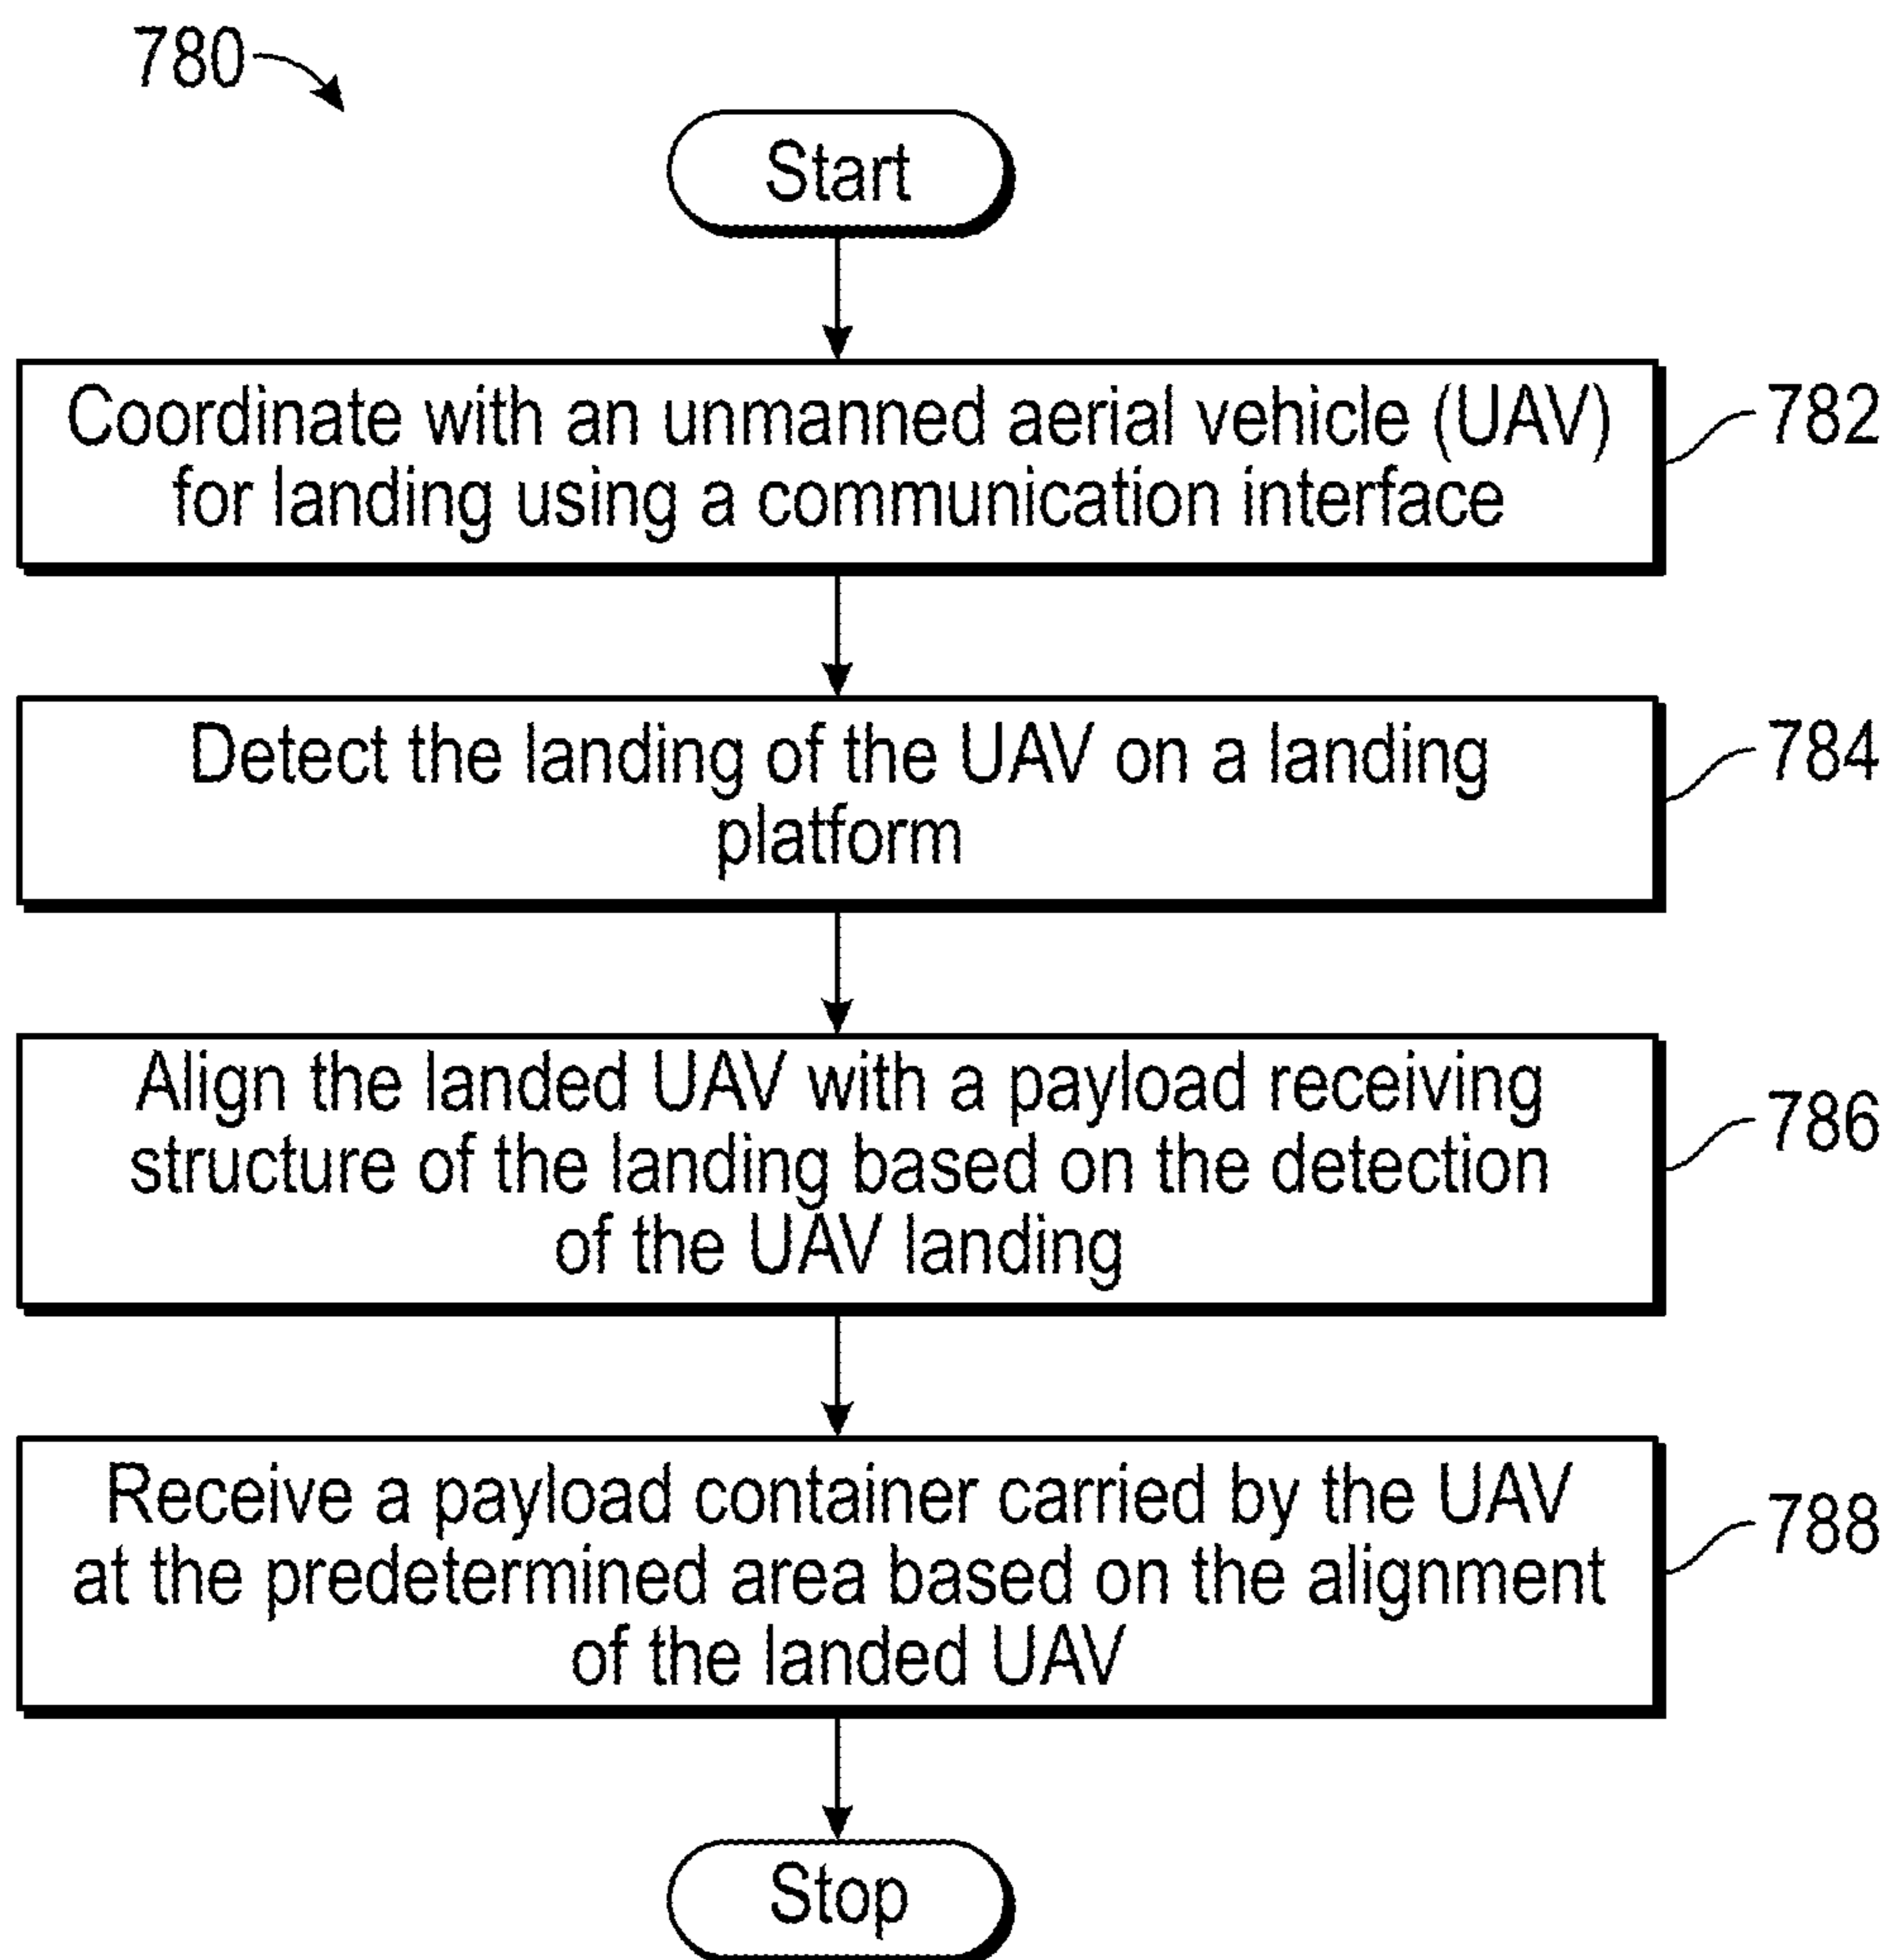 780
Start
Coordinate with an unmanned aerial vehicle (UAV)
for landing using a communication interface
782
Detect the landing of the UAV on a landing
platform
784
Align the landed UAV with a payload receiving
structure of the landing based on the detection
of the UAV landing
786
Receive a payload container carried by the UAV
at the predetermined area based on the alignment
of the landed UAV
788
Stop